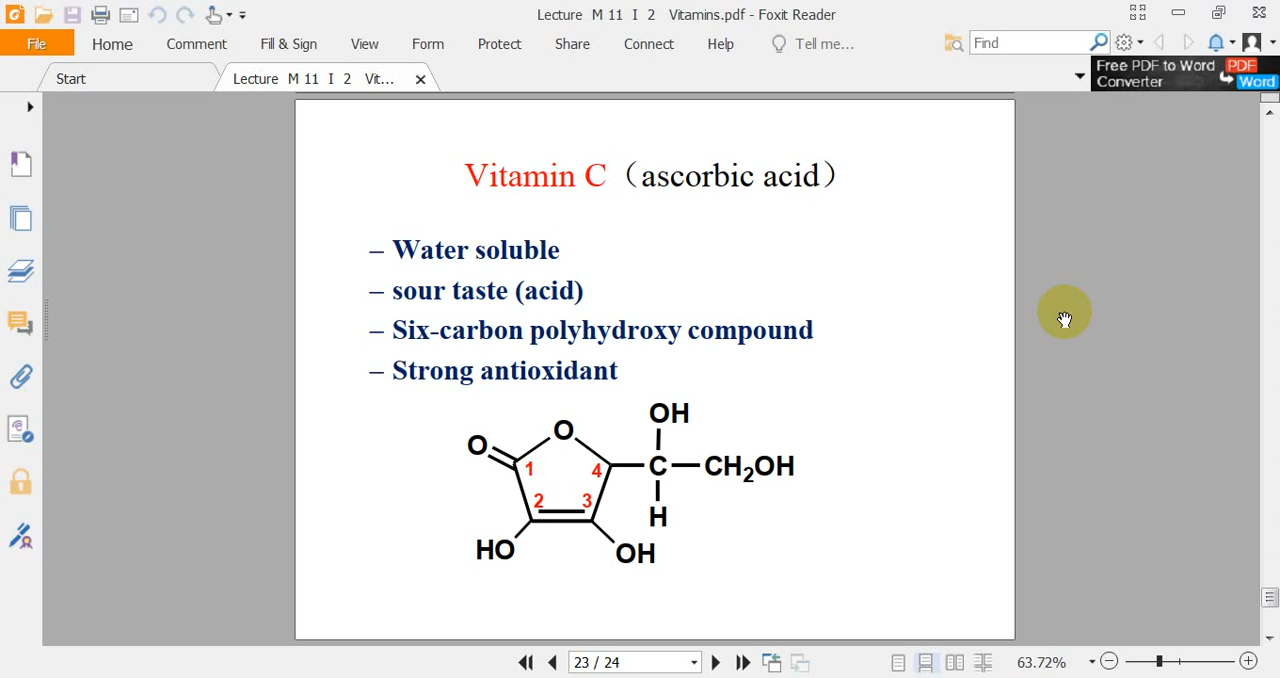 Lecture M 11 I 2 Vitamins.pdf - Foxit Reader
File Home Comment Fill & Sign View Form Protect Share Connect Help Tell me... Find
Start
Lecture M 11 I 2 Vit...
Free PDF to Word
Converter
PDF
Word
Vitamin C（ascorbic acid）
– Water soluble
– sour taste (acid)
– Six-carbon polyhydroxy compound
– Strong antioxidant
OH
O
O
1
4
C
CH2OH
2
3
H
HO
OH
23 / 24
63.72%